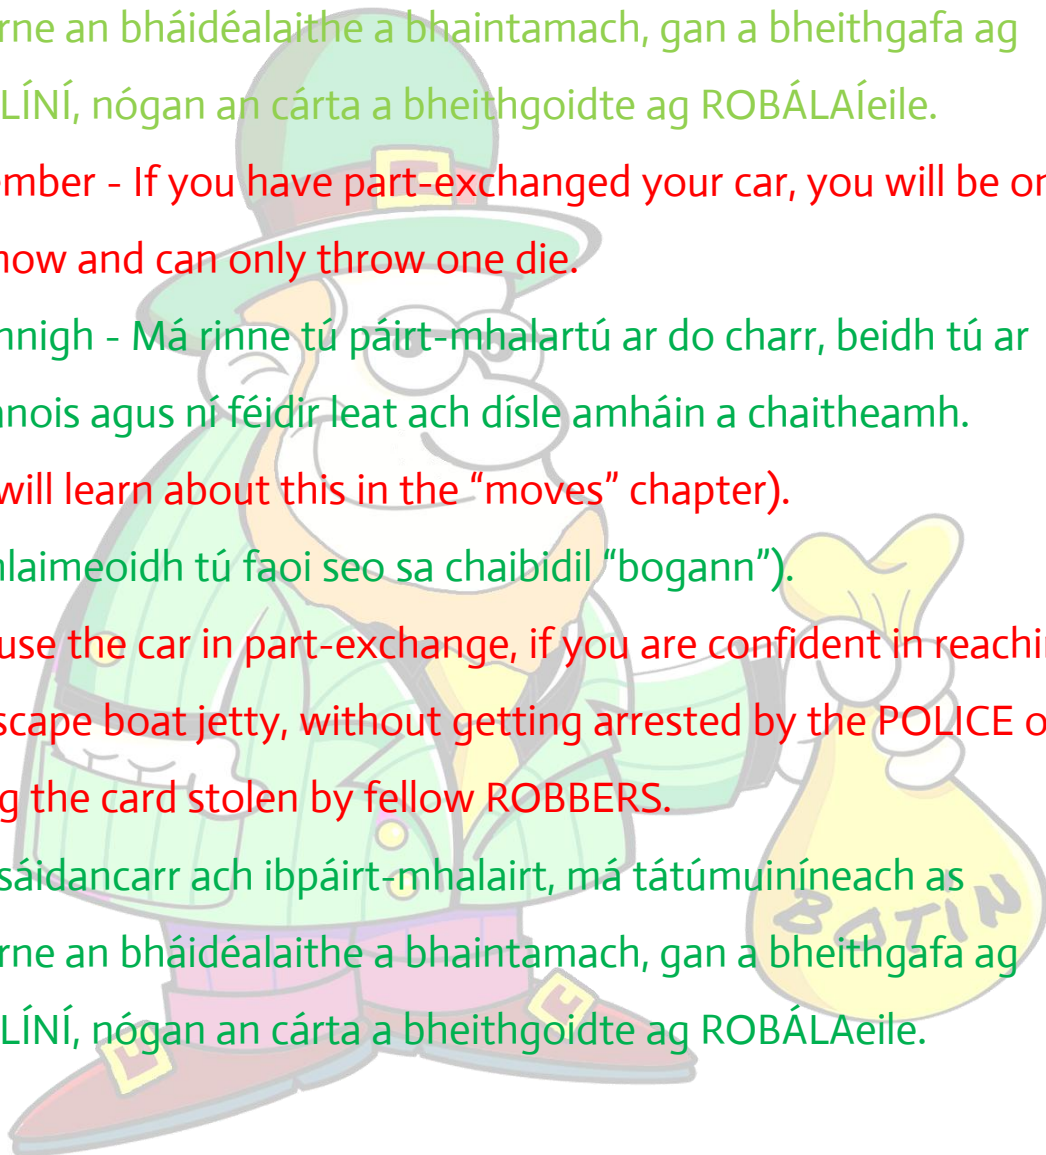 rne an bháidéalaithe a bhaintamach, gan a bheithgafa ag
LÍNÍ, nógan an cárta a bheithgoidte ag ROBÁLAÍeile.
ember - If you have part-exchanged your car, you will be on
now and can only throw one die.
nnigh - Má rinne tú páirt-mhalartú ar do charr, beidh tú ar
nnois agus ní féidir leat ach dísle amháin a chaitheamh.
will learn about this in the “moves” chapter).
hlaimeoidh tú faoi seo sa chaibidil “bogann”).
use the car in part-exchange, if you are confident in reachin
scape boat jetty, without getting arrested by the POLICE o
g the card stolen by fellow ROBBERS.
sáidancarr ach ibpáirt-mhalairt, má tátúmuiníneach as
rne an bháidéalaithe a bhaintamach, gan a bheithgafa ag
LÍNÍ, nógan an cárta a bheithgoidte ag ROBÁLAeile.
BOTIN